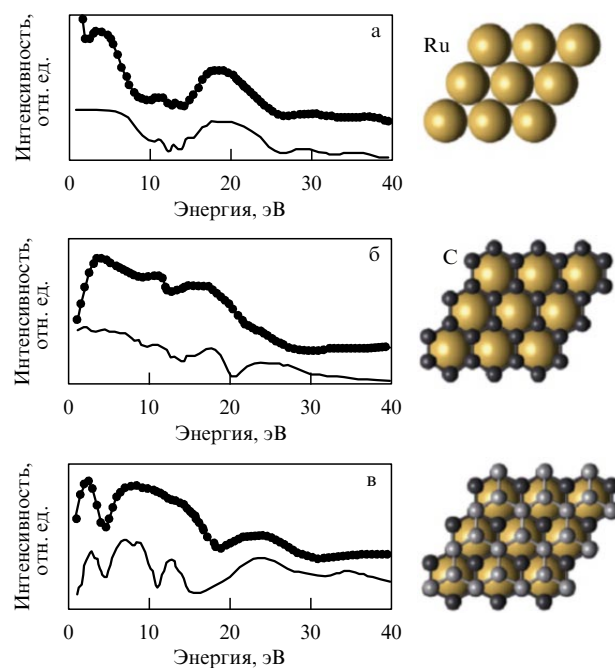 Интенсивность,
отн. ед.
а
0
10
20
30
40
Энергия, эВ
Ru
Интенсивность,
отн. ед.
б
0
10
20
30
40
Энергия, эВ
С
Интенсивность,
отн. ед.
в
0
10
20
30
40
Энергия, эВ